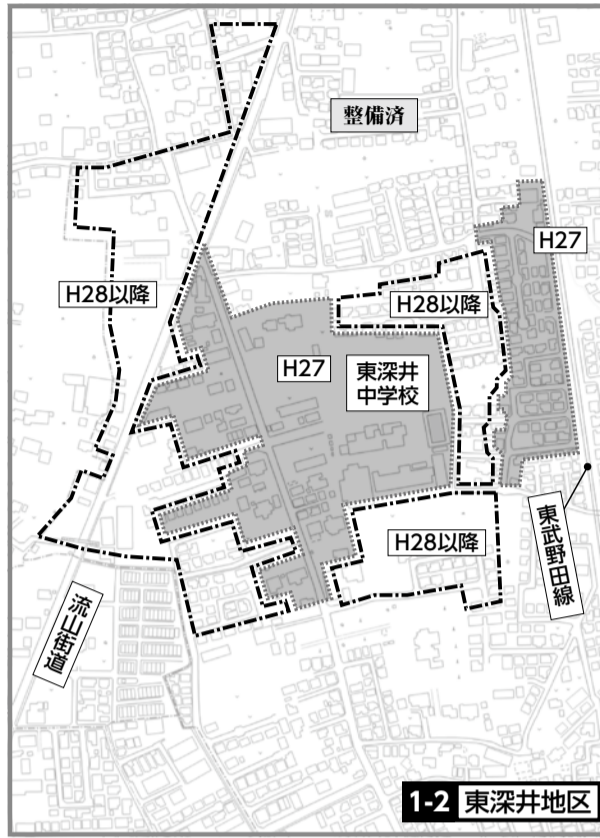 整備済
H27
H28以降
H28以降
H27
東深井
中学校
H28以降
東武野田線
流山街道
1-2 東深井地区